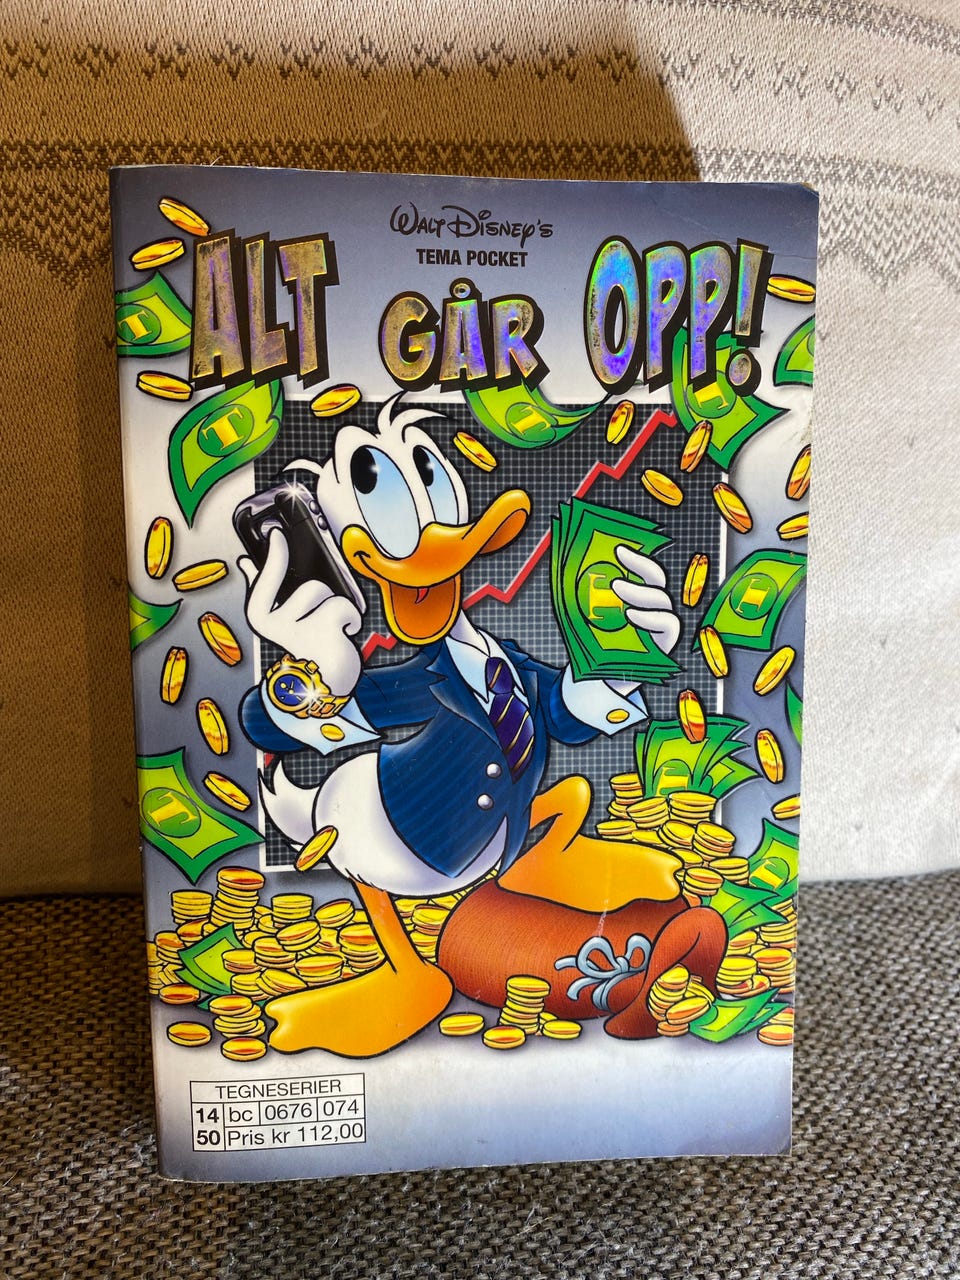 WALT DISNEY'S
TEMA POCKET
ALT GÅR OPP!
T
T
T
T
T
T
T
T
T
TEGNESERIER
14 bc 0676 074
50 Pris kr 112,00